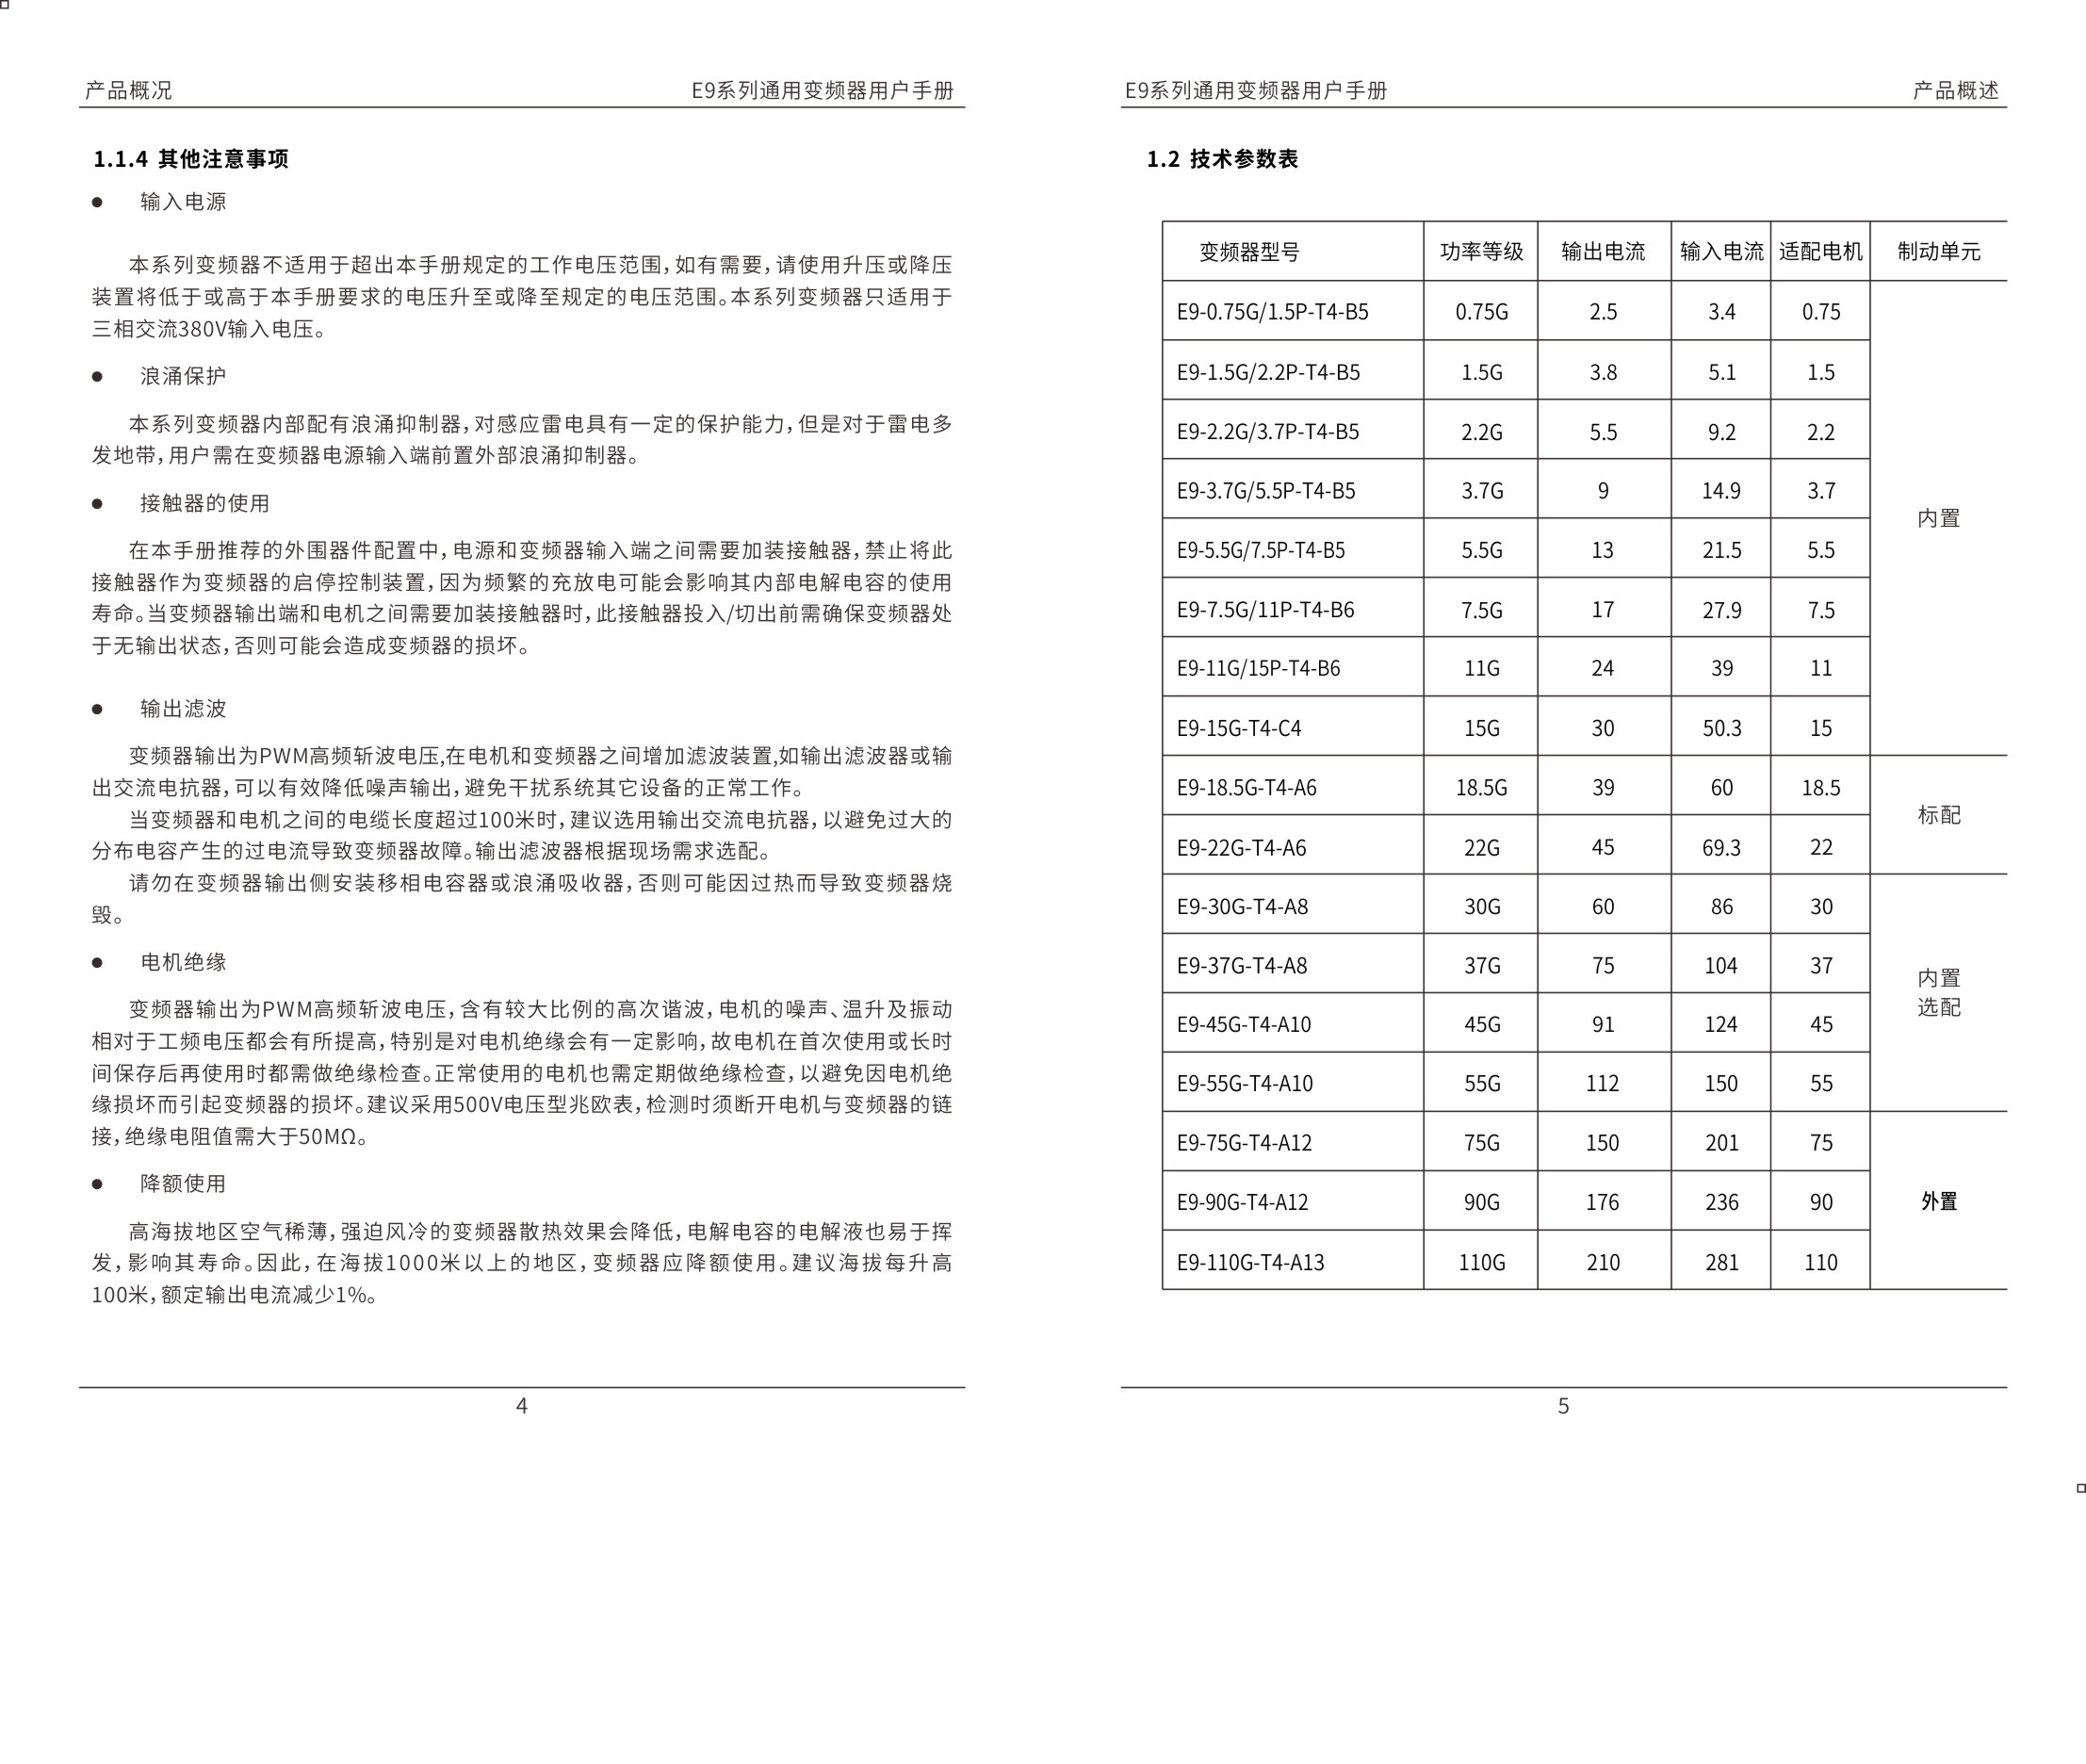 产品概况 E9系列通用变频器用户手册
1.1.4 其他注意事项
● 输入电源
本系列变频器不适用于超出本手册规定的工作电压范围，如有需要，请使用升压或降压
装置将低于或高于本手册要求的电压升至或降至规定的电压范围。本系列变频器只适用于
三相交流380V输入电压。
● 浪涌保护
本系列变频器内部配有浪涌抑制器，对感应雷电具有一定的保护能力，但是对于雷电多
发地带，用户需在变频器电源输入端前置外部浪涌抑制器。
● 接触器的使用
在本手册推荐的外围器件配置中，电源和变频器输入端之间需要加装接触器，禁止将此
接触器作为变频器的启停控制装置，因为频繁的充放电可能会影响其内部电解电容的使用
寿命。当变频器输出端和电机之间需要加装接触器时，此接触器投入/切出前需确保变频器处
于无输出状态，否则可能会造成变频器的损坏。
● 输出滤波
变频器输出为PWM高频斩波电压,在电机和变频器之间增加滤波装置,如输出滤波器或输
出交流电抗器，可以有效降低噪声输出，避免干扰系统其它设备的正常工作。
当变频器和电机之间的电缆长度超过100米时，建议选用输出交流电抗器，以避免过大的
分布电容产生的过电流导致变频器故障。输出滤波器根据现场需求选配。
请勿在变频器输出侧安装移相电容器或浪涌吸收器，否则可能因过热而导致变频器烧
毁。
● 电机绝缘
变频器输出为PWM高频斩波电压，含有较大比例的高次谐波，电机的噪声、温升及振动
相对于工频电压都会有所提高，特别是对电机绝缘会有一定影响，故电机在首次使用或长时
间保存后再使用时都需做绝缘检查。正常使用的电机也需定期做绝缘检查，以避免因电机绝
缘损坏而引起变频器的损坏。建议采用500V电压型兆欧表，检测时须断开电机与变频器的链
接，绝缘电阻值需大于50MΩ。
● 降额使用
高海拔地区空气稀薄，强迫风冷的变频器散热效果会降低，电解电容的电解液也易于挥
发，影响其寿命。因此，在海拔1000米以上的地区，变频器应降额使用。建议海拔每升高
100米，额定输出电流减少1%。
4
E9系列通用变频器用户手册 产品概述
1.2 技术参数表
变频器型号 功率等级 输出电流 输入电流 适配电机 制动单元
E9-0.75G/1.5P-T4-B5 0.75G 2.5 3.4 0.75
E9-1.5G/2.2P-T4-B5 1.5G 3.8 5.1 1.5
E9-2.2G/3.7P-T4-B5 2.2G 5.5 9.2 2.2
E9-3.7G/5.5P-T4-B5 3.7G 9 14.9 3.7
内置
E9-5.5G/7.5P-T4-B5 5.5G 13 21.5 5.5
E9-7.5G/11P-T4-B6 7.5G 17 27.9 7.5
E9-11G/15P-T4-B6 11G 24 39 11
E9-15G-T4-C4 15G 30 50.3 15
E9-18.5G-T4-A6 18.5G 39 60 18.5
标配
E9-22G-T4-A6 22G 45 69.3 22
E9-30G-T4-A8 30G 60 86 30
E9-37G-T4-A8 37G 75 104 37
内置
选配
E9-45G-T4-A10 45G 91 124 45
E9-55G-T4-A10 55G 112 150 55
E9-75G-T4-A12 75G 150 201 75
E9-90G-T4-A12 90G 176 236 90 外置
E9-110G-T4-A13 110G 210 281 110
5